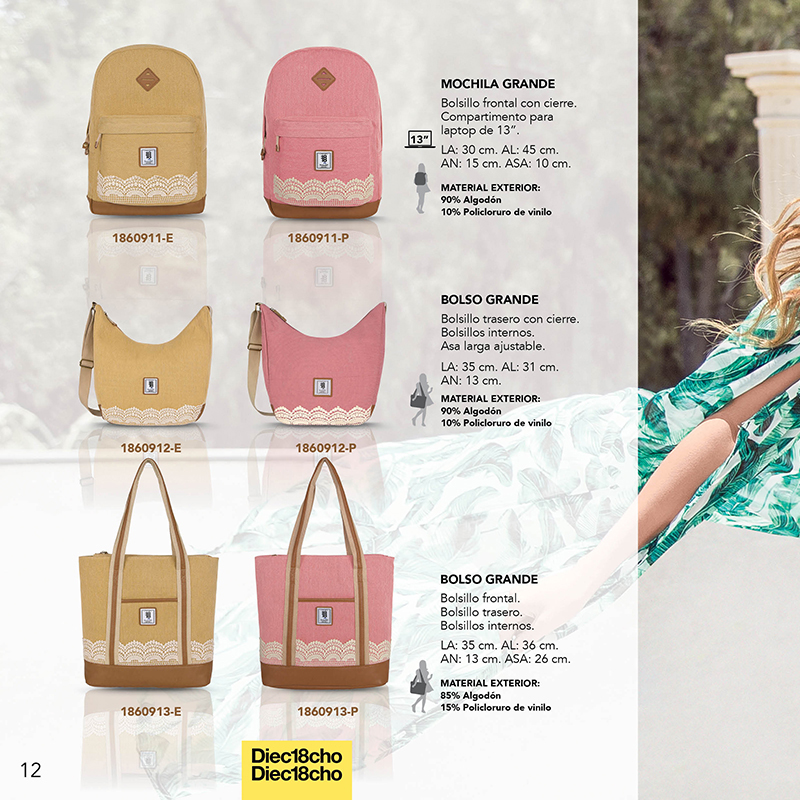 MOCHILA GRANDE
Bolsillo frontal con cierre.
Compartimento para
laptop de 13”.
13”
LA: 30 cm. AL: 45 cm.
AN: 15 cm. ASA: 10 cm.
MATERIAL EXTERIOR:
90% Algodón
10% Policloruro de vinilo
1860911-E
1860911-P
BOLSO GRANDE
Bolsillo trasero con cierre.
Bolsillos internos.
Asa larga ajustable.
LA: 35 cm. AL: 31 cm.
AN: 13 cm.
MATERIAL EXTERIOR:
90% Algodón
10% Policloruro de vinilo
1860912-E
1860912-P
BOLSO GRANDE
Bolsillo frontal.
Bolsillo trasero.
Bolsillos internos.
LA: 35 cm. AL: 36 cm.
AN: 13 cm. ASA: 26 cm.
MATERIAL EXTERIOR:
85% Algodón
15% Policloruro de vinilo
1860913-E
1860913-P
Diec18cho
Diec18cho
12